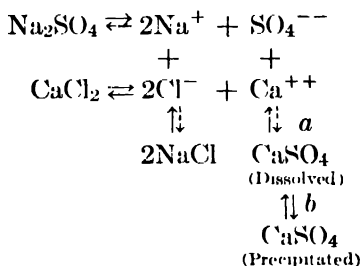 Na₂SO₄ ⇄ 2Na⁺ + SO₄⁻⁻
+ +
CaCl₂ ⇄ 2Cl⁻ + Ca⁺⁺
⇅ ⇅ a
2NaCl CaSO₄
(Dissolved)
⇅ b
CaSO₄
(Precipitated)